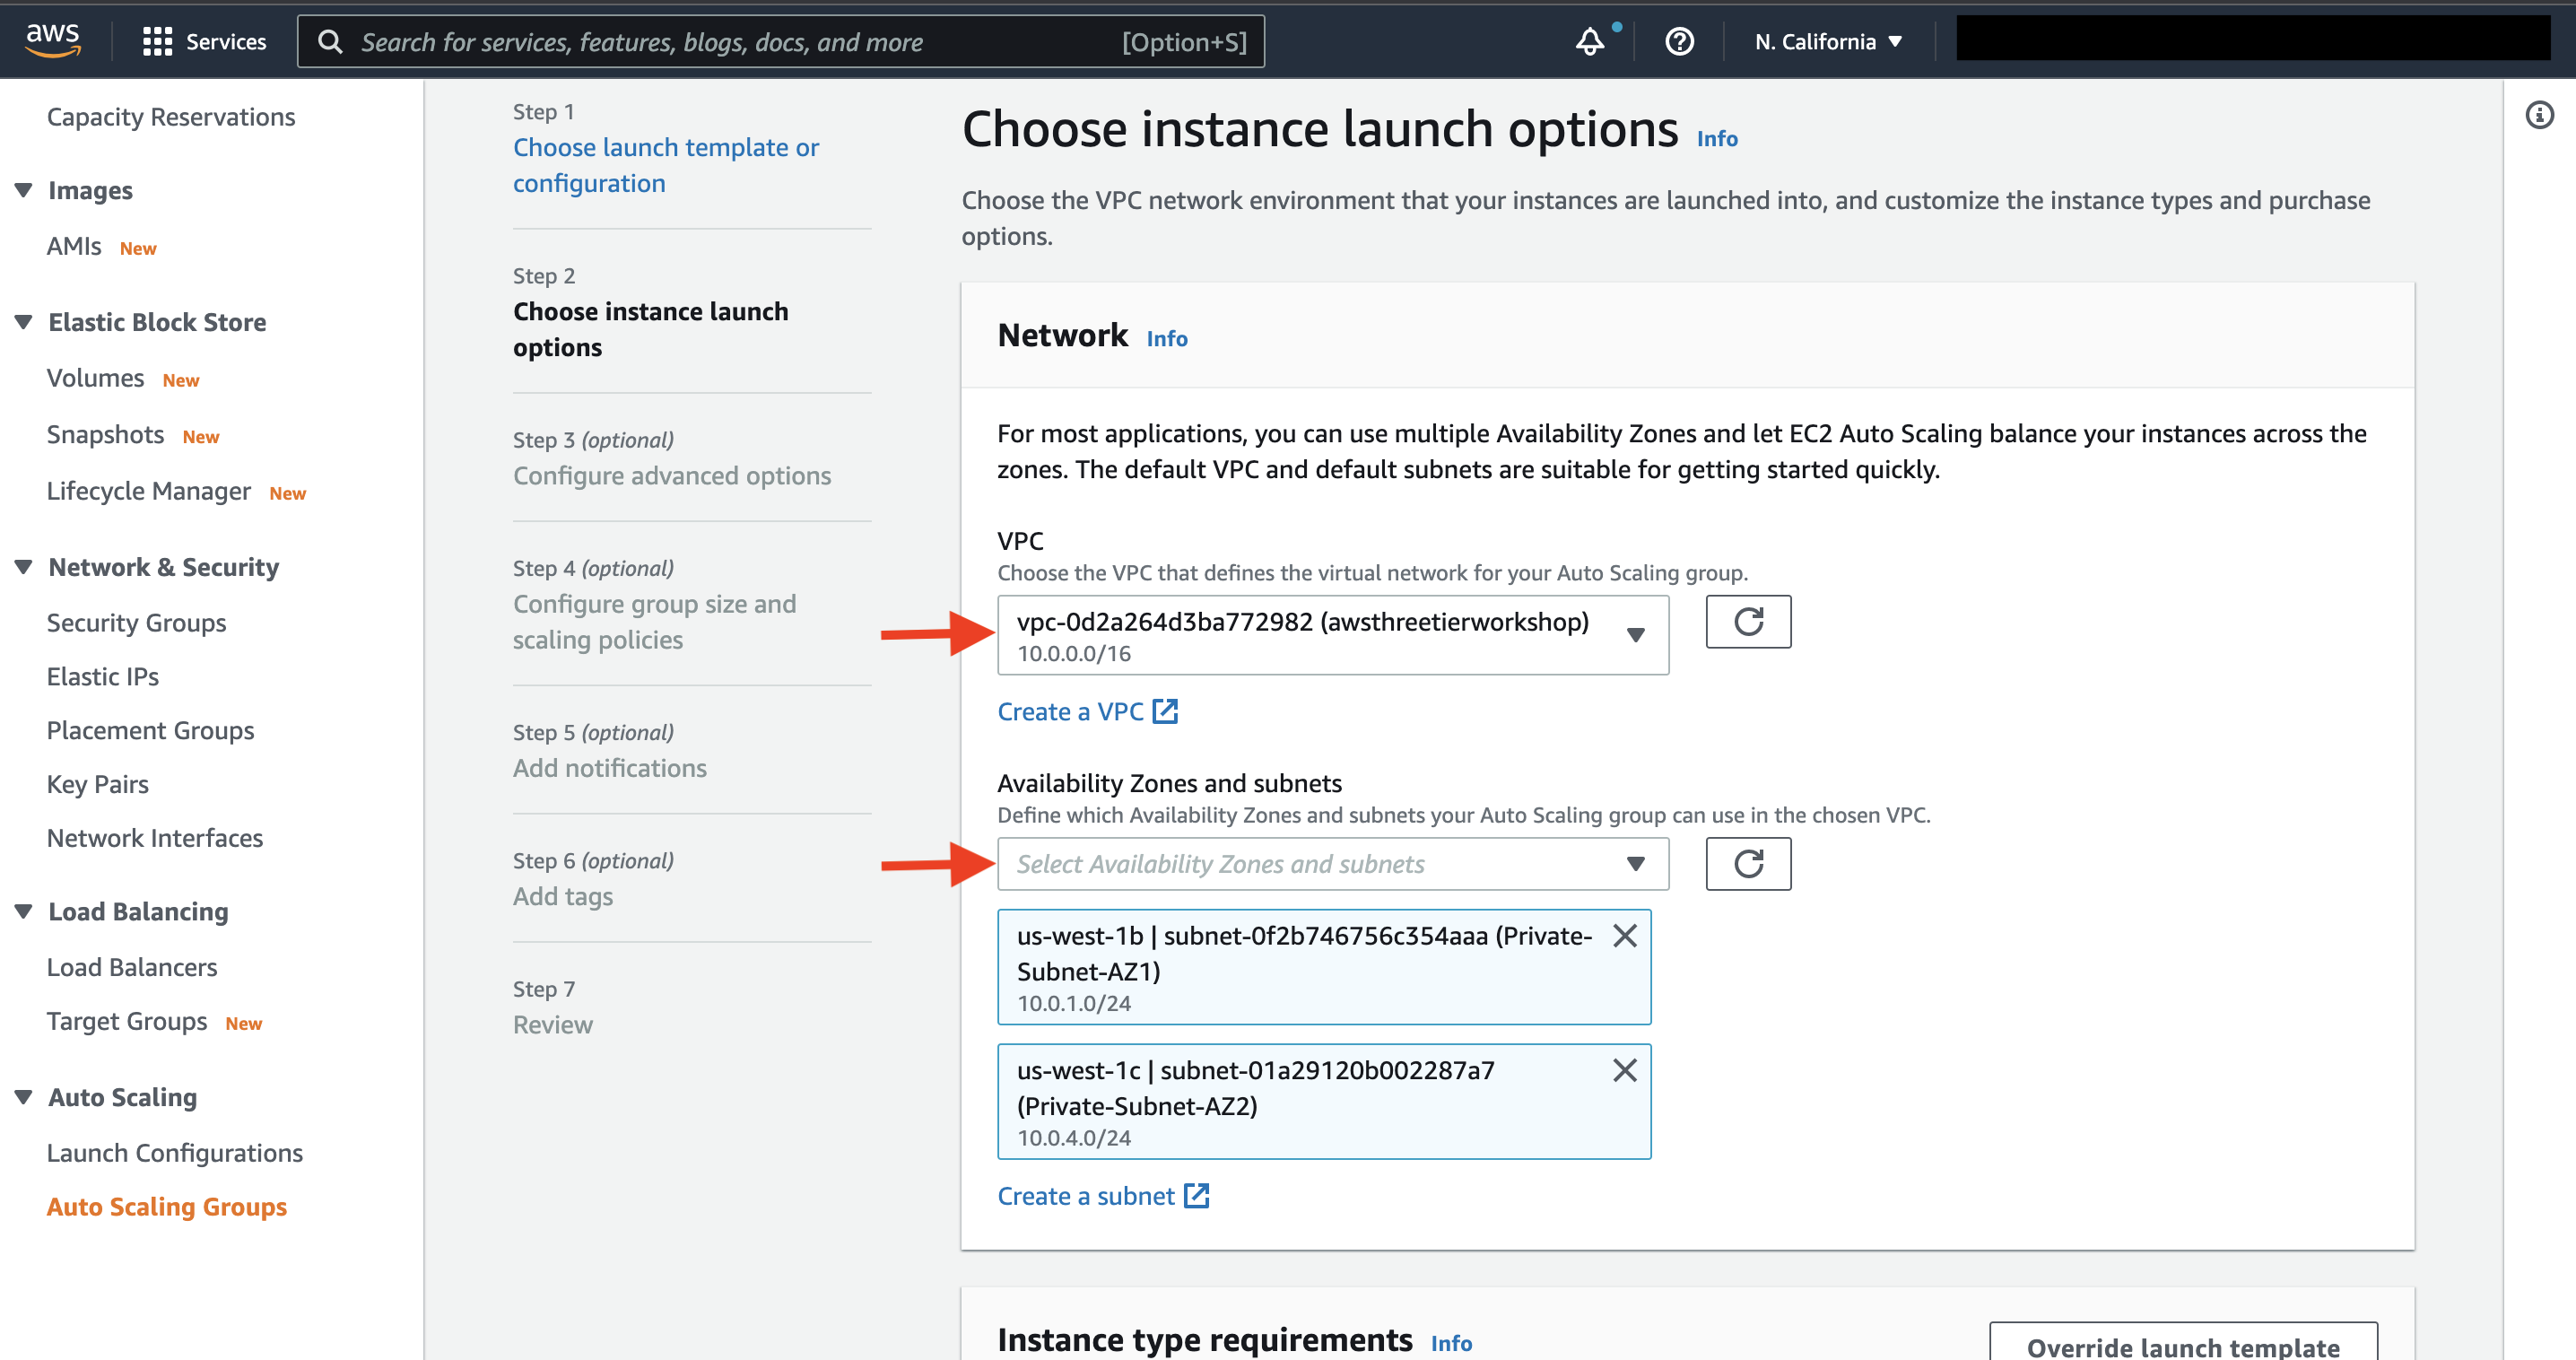 aws
Services
Search for services, features, blogs, docs, and more
[Option+S]
N. California
Capacity Reservations
Images
AMIs New
Elastic Block Store
Volumes New
Snapshots New
Lifecycle Manager New
Network & Security
Security Groups
Elastic IPs
Placement Groups
Key Pairs
Network Interfaces
Load Balancing
Load Balancers
Target Groups New
Auto Scaling
Launch Configurations
Auto Scaling Groups
Step 1
Choose launch template or
configuration
Step 2
Choose instance launch
options
Step 3 (optional)
Configure advanced options
Step 4 (optional)
Configure group size and
scaling policies
Step 5 (optional)
Add notifications
Step 6 (optional)
Add tags
Step 7
Review
Choose instance launch options Info
Choose the VPC network environment that your instances are launched into, and customize the instance types and purchase
options.
Network Info
For most applications, you can use multiple Availability Zones and let EC2 Auto Scaling balance your instances across the
zones. The default VPC and default subnets are suitable for getting started quickly.
VPC
Choose the VPC that defines the virtual network for your Auto Scaling group.
vpc-0d2a264d3ba772982 (awsthreetierworkshop)
10.0.0.0/16
Create a VPC
Availability Zones and subnets
Define which Availability Zones and subnets your Auto Scaling group can use in the chosen VPC.
Select Availability Zones and subnets
us-west-1b | subnet-0f2b746756c354aaa (Private-
Subnet-AZ1)
10.0.1.0/24
us-west-1c | subnet-01a29120b002287a7
(Private-Subnet-AZ2)
10.0.4.0/24
Create a subnet
Instance type requirements Info
Override launch template